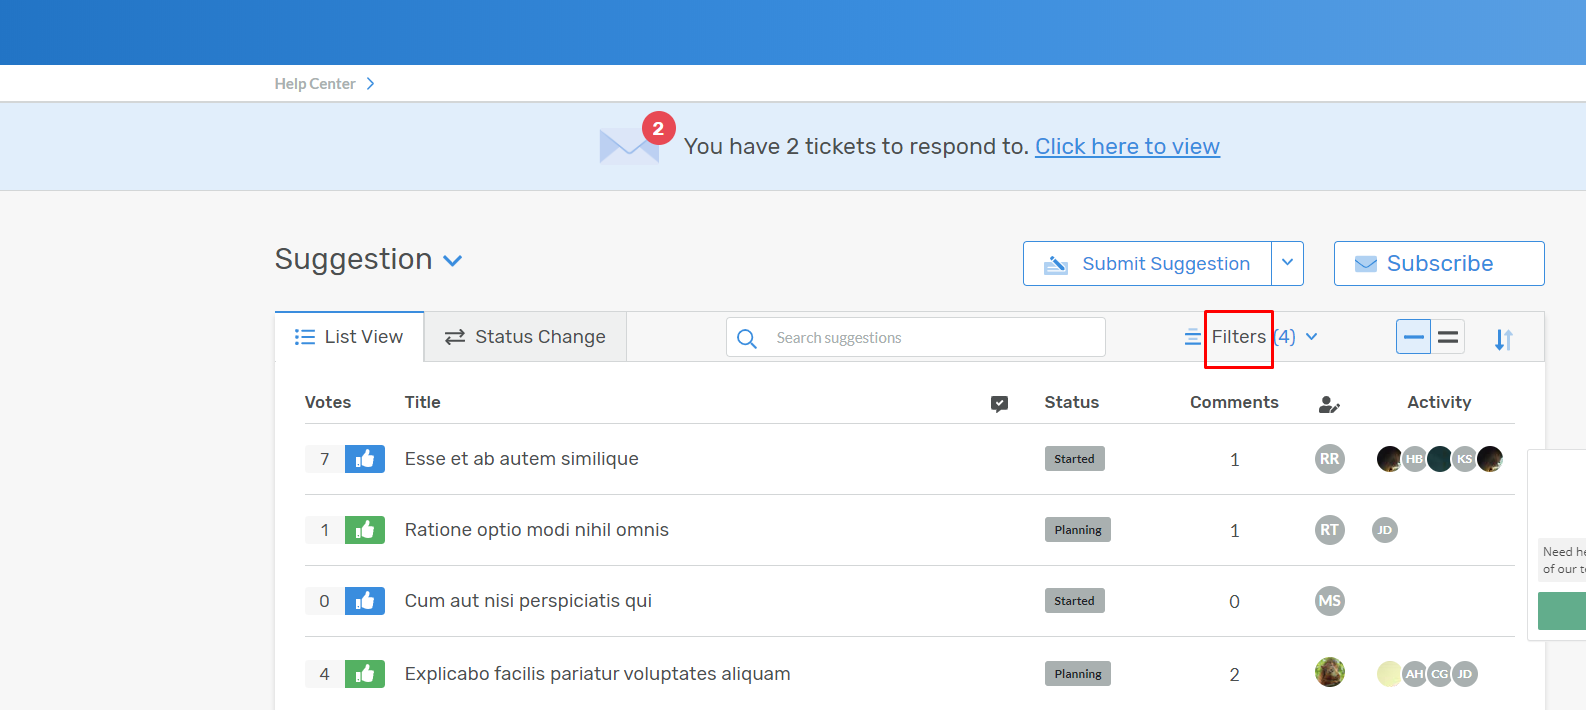 Help Center
2
You have 2 tickets to respond to. Click here to view
Suggestion
Submit Suggestion
Subscribe
List View
Status Change
Search suggestions
Filters (4)
Votes Title Status Comments Activity
7 Esse et ab autem similique Started 1 RR HB KS
1 Ratione optio modi nihil omnis Planning 1 RT JD
0 Cum aut nisi perspiciatis qui Started 0 MS
4 Explicabo facilis pariatur voluptates aliquam Planning 2 AH CG JD
Need he
of our t